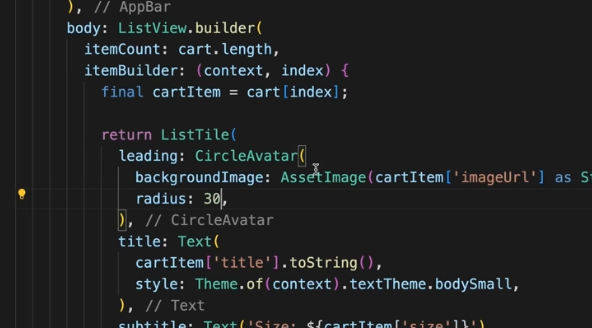 ), // AppBar
body: ListView.builder(
itemCount: cart.length,
itemBuilder: (context, index) {
final cartItem = cart[index];
return ListTile(
leading: CircleAvatar(
backgroundImage: AssetImage(cartItem['imageUrl'] as St
radius: 30,
), // CircleAvatar
title: Text(
cartItem['title'].toString(),
style: Theme.of(context).textTheme.bodySmall,
), // Text
subtitle: Text('Size: ${cartItem['size']}')